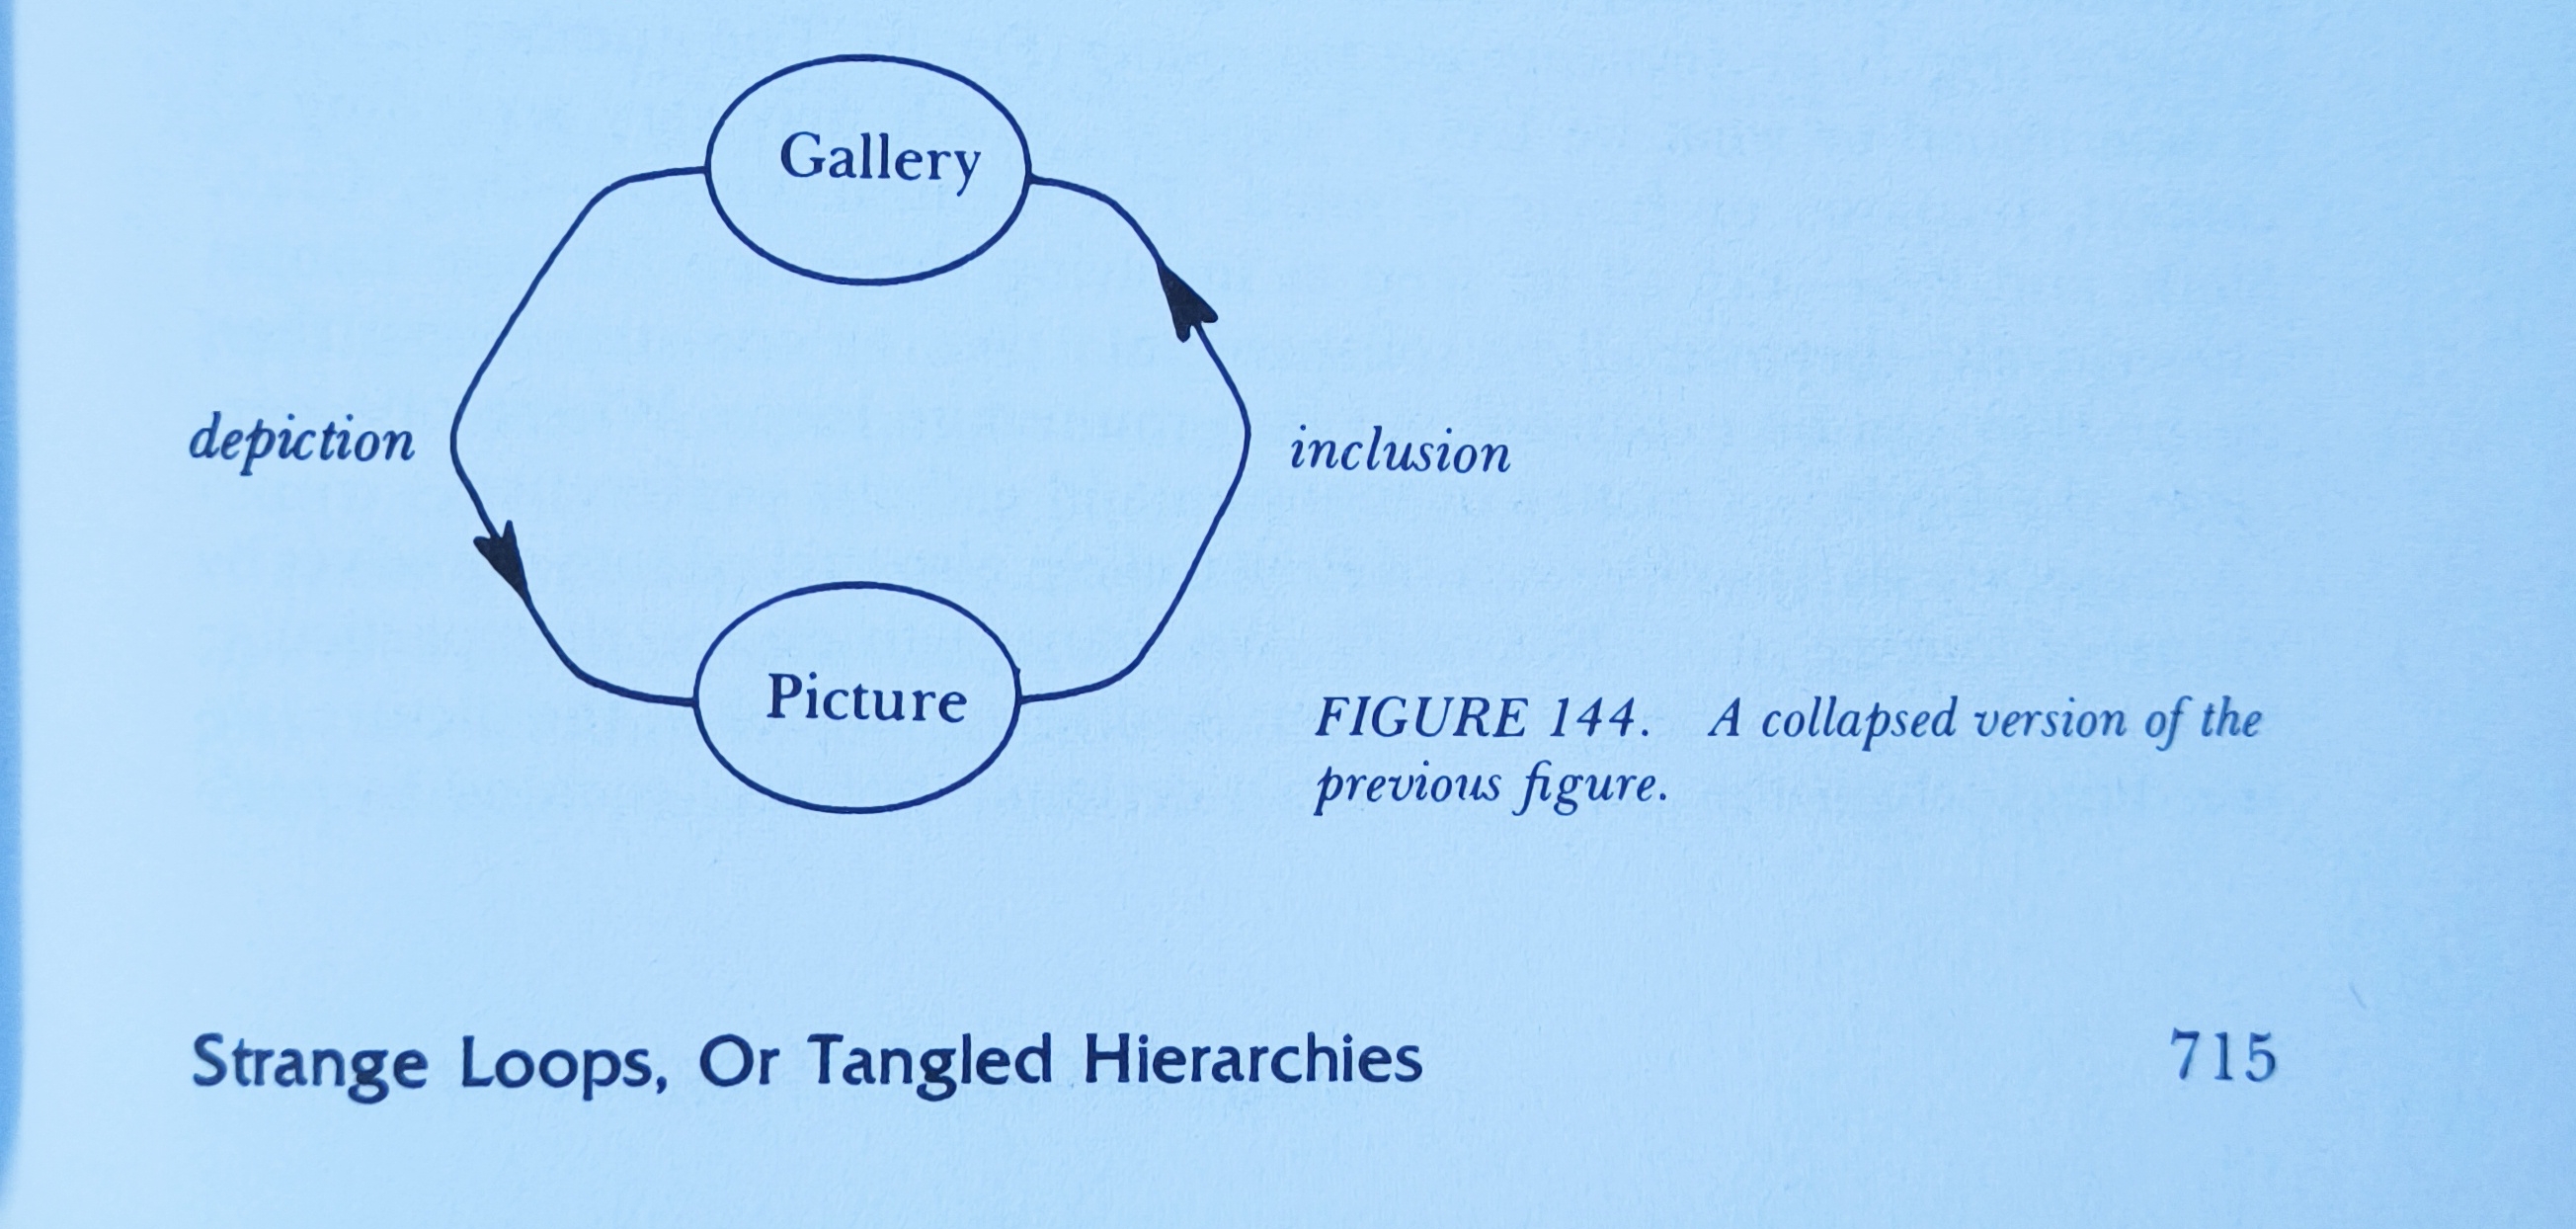 Gallery
depiction
inclusion
Picture
FIGURE 144. A collapsed version of the
previous figure.
Strange Loops, Or Tangled Hierarchies
715